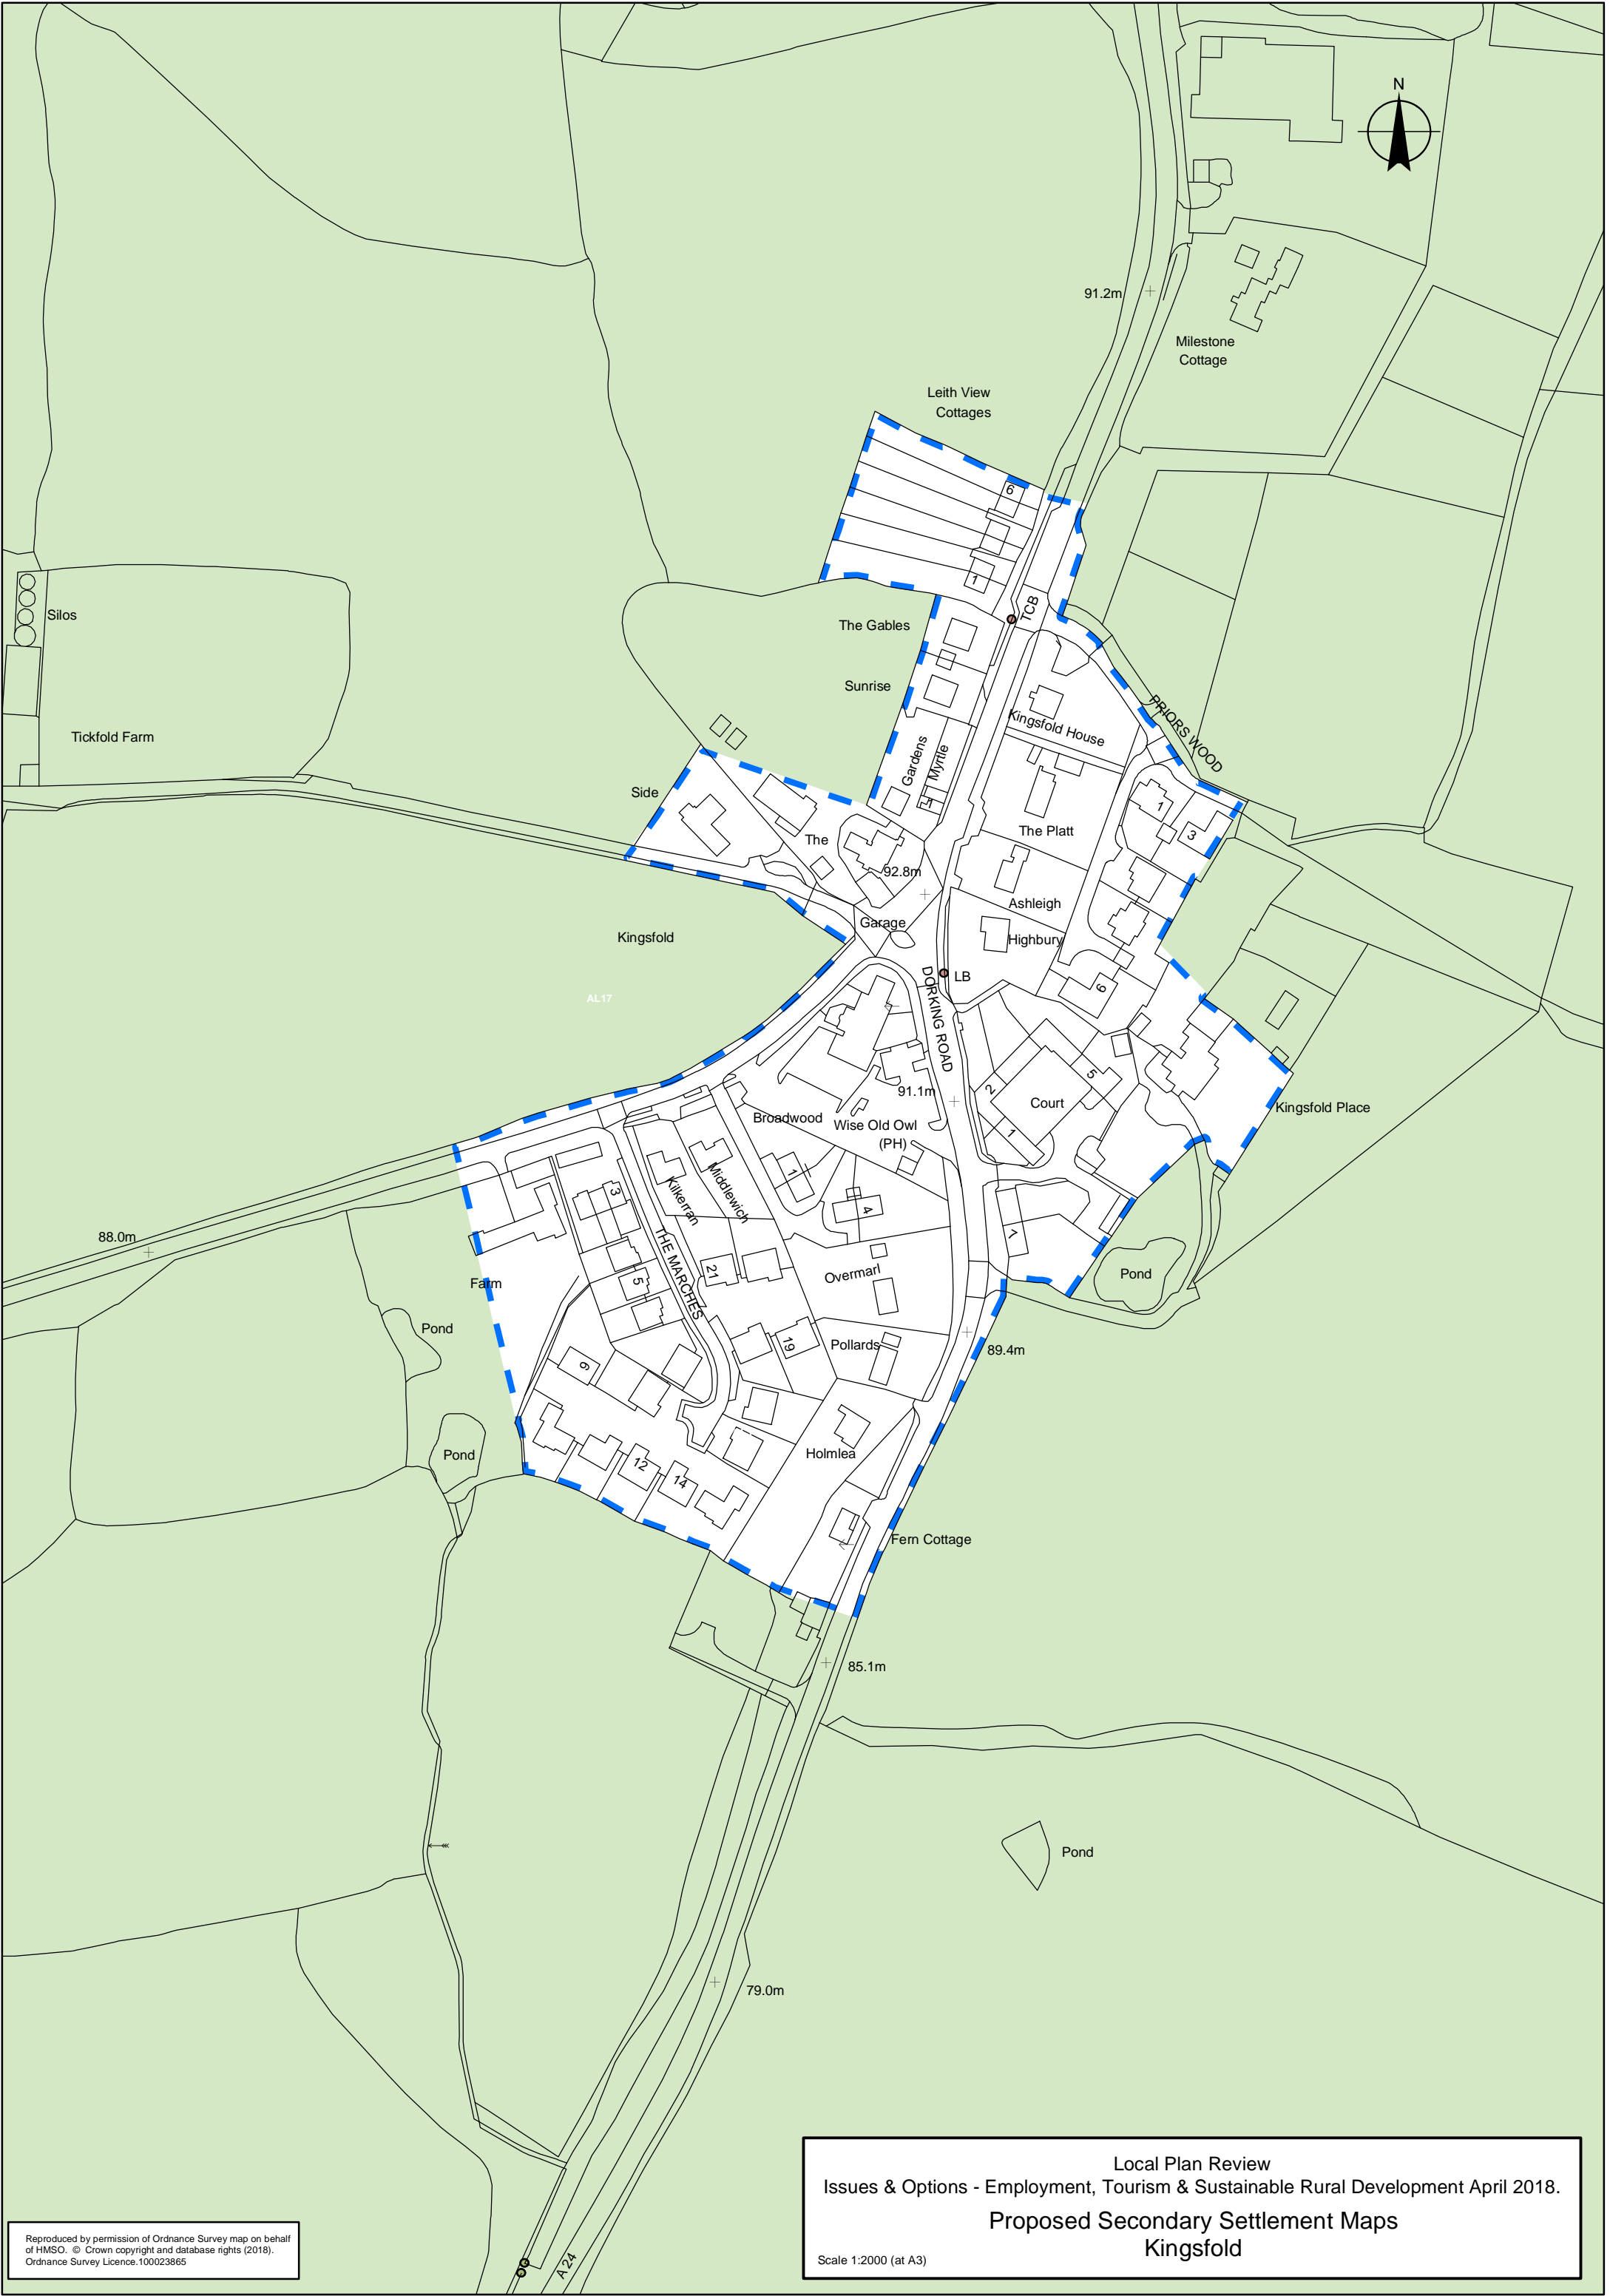 N
91.2m
Milestone
Cottage
Leith View
Cottages
6
1
TCB
Silos
The Gables
Sunrise
Kingsfold House
PRIORS WOOD
Tickfold Farm
Gardens
Myrtle
Side
1
3
The Platt
The
92.8m
Ashleigh
Garage
Highbury
Kingsfold
LB
DORKING ROAD
6
AL17
91.1m
2
5
Court
1
Kingsfold Place
Broadwood
Wise Old Owl
(PH)
1
4
Kilkerran
Middlewich
3
THE MARCHES
7
88.0m
Farm
5
21
Overmarl
Pond
Pond
19
Pollards
89.4m
9
Pond
12
14
Holmlea
Fern Cottage
85.1m
Pond
79.0m
A 24
Local Plan Review
Issues & Options - Employment, Tourism & Sustainable Rural Development April 2018.
Proposed Secondary Settlement Maps
Kingsfold
Scale 1:2000 (at A3)
Reproduced by permission of Ordnance Survey map on behalf
of HMSO. © Crown copyright and database rights (2018).
Ordnance Survey Licence.100023865